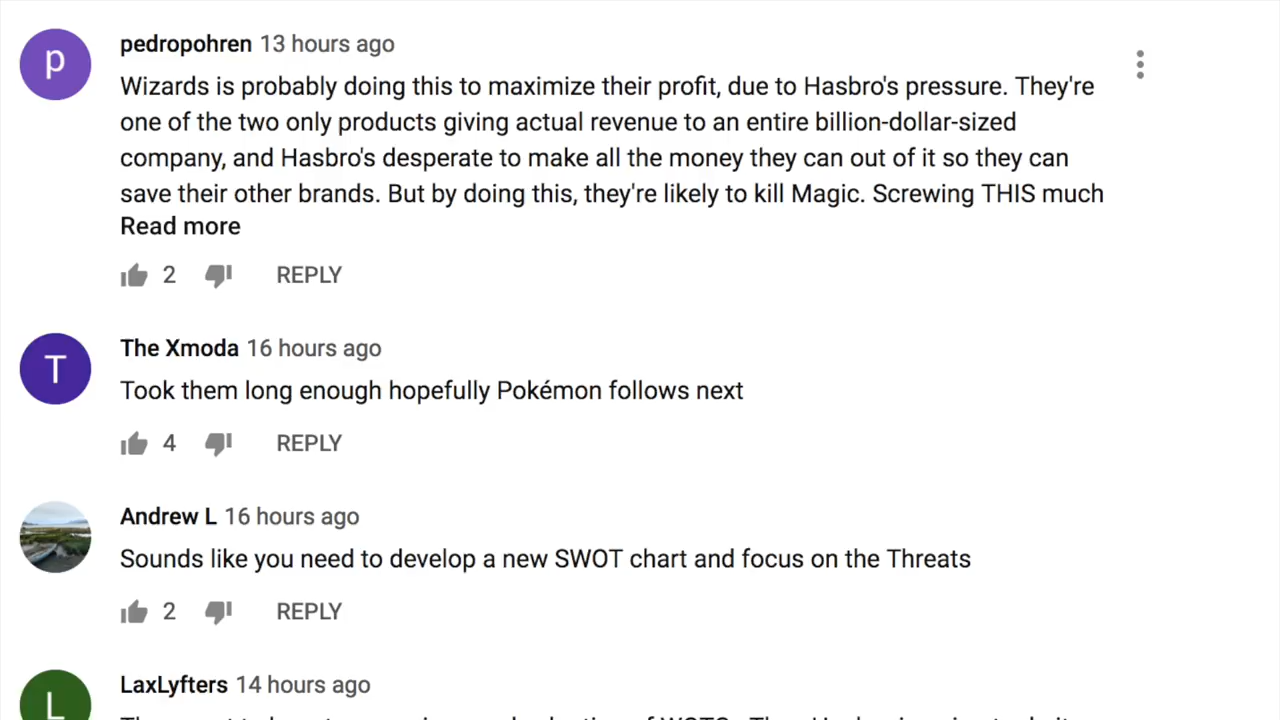 P
pedropohren 13 hours ago
Wizards is probably doing this to maximize their profit, due to Hasbro's pressure. They're
one of the two only products giving actual revenue to an entire billion-dollar-sized
company, and Hasbro's desperate to make all the money they can out of it so they can
save their other brands. But by doing this, they're likely to kill Magic. Screwing THIS much
Read more
2 REPLY
T
The Xmoda 16 hours ago
Took them long enough hopefully Pokémon follows next
4 REPLY
Andrew L 16 hours ago
Sounds like you need to develop a new SWOT chart and focus on the Threats
2 REPLY
L
LaxLyfters 14 hours ago